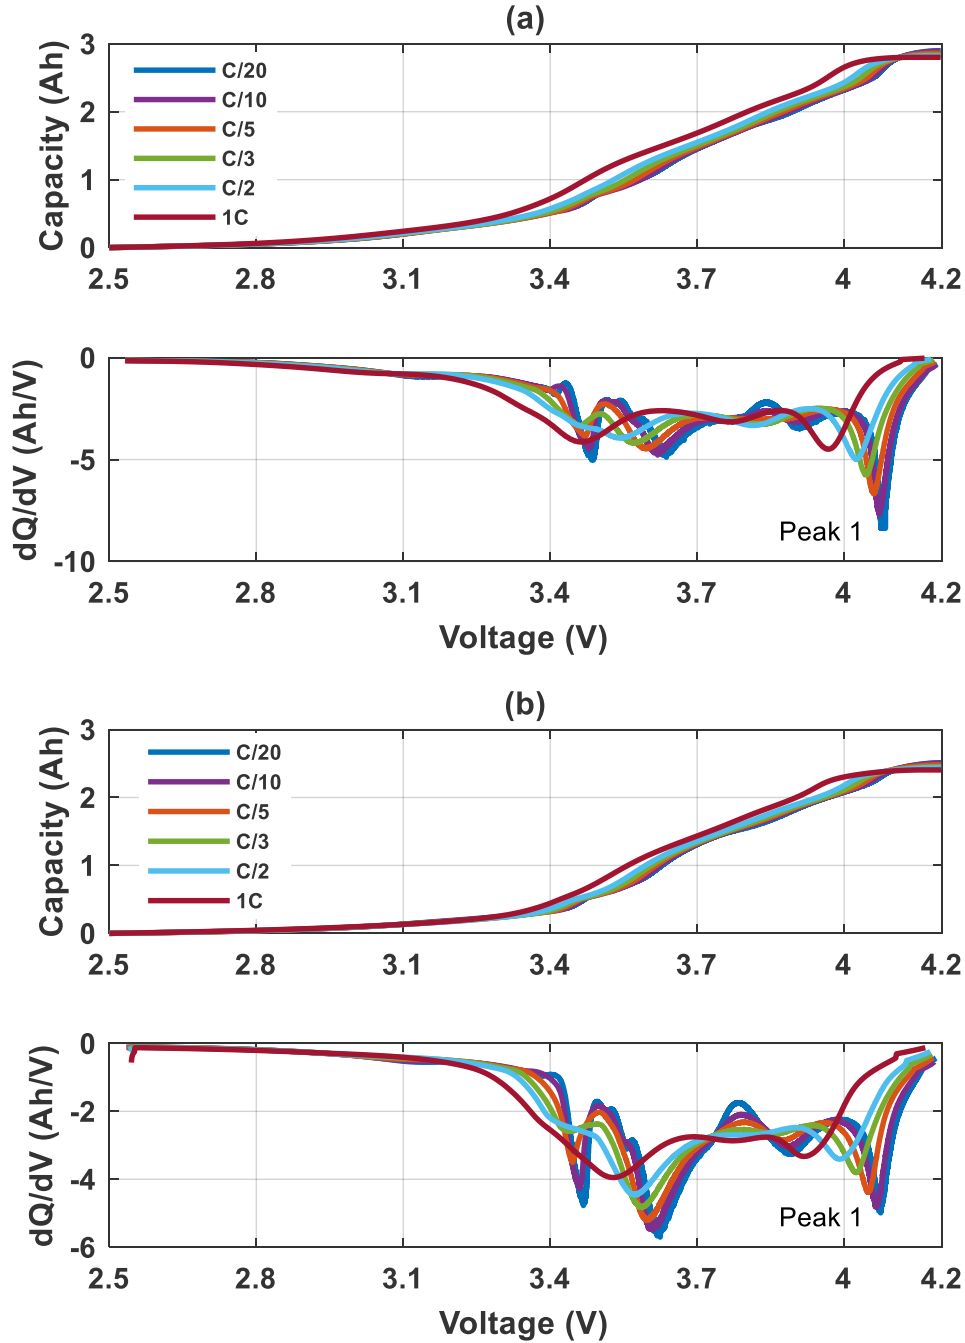 (a)
Capacity (Ah)
3
2
1
0
C/20
C/10
C/5
C/3
C/2
1C
2.5 2.8 3.1 3.4 3.7 4 4.2
dQ/dV (Ah/V)
0
-5
-10
Peak 1
2.5 2.8 3.1 3.4 3.7 4 4.2
Voltage (V)
(b)
Capacity (Ah)
3
2
1
0
C/20
C/10
C/5
C/3
C/2
1C
2.5 2.8 3.1 3.4 3.7 4 4.2
dQ/dV (Ah/V)
0
-2
-4
-6
Peak 1
2.5 2.8 3.1 3.4 3.7 4 4.2
Voltage (V)